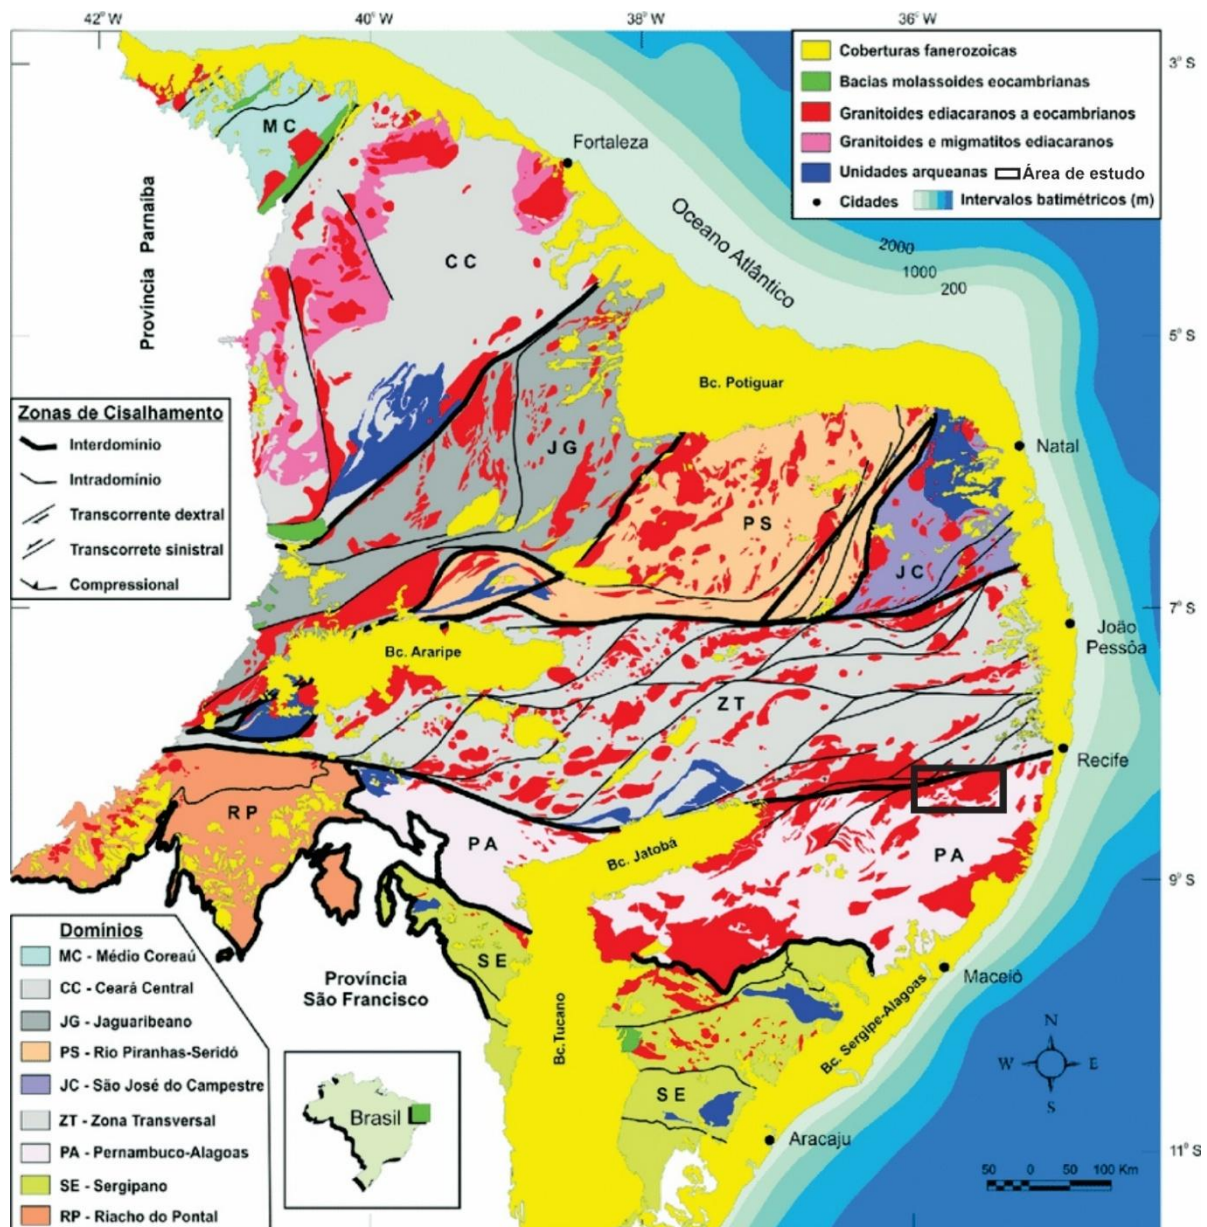 42° W
40° W
38° W
36° W
3° S
5° S
7° S
9° S
11° S
Coberturas fanerozoicas
Bacias molassoides eocambrianas
Granitoides ediacaranos a eocambrianos
Granitoides e migmatitos ediacaranos
Unidades arqueanas
Área de estudo
Cidades
Intervalos batimétricos (m)
M C
Fortaleza
Província Parnaiba
Oceano Atlântico
C C
2000
1000
200
Bc. Potiguar
Zonas de Cisalhamento
Interdomínio
Intradomínio
Transcorrente dextral
Transcorrete sinistral
Compressional
J G
Natal
P S
J C
João
Pessôa
Bc. Araripe
Z T
Recife
R P
P A
Bc. Jatobá
P A
Domínios
MC - Médio Coreaú
CC - Ceará Central
JG - Jaguaribeano
PS - Rio Piranhas-Seridó
JC - São José do Campestre
ZT - Zona Transversal
PA - Pernambuco-Alagoas
SE - Sergipano
RP - Riacho do Pontal
S E
Província
São Francisco
Maceió
Bc.Tucano
Bc. Sergipe-Alagoas
N
W
E
S
S E
Brasil
Aracaju
50 0 50 100 Km